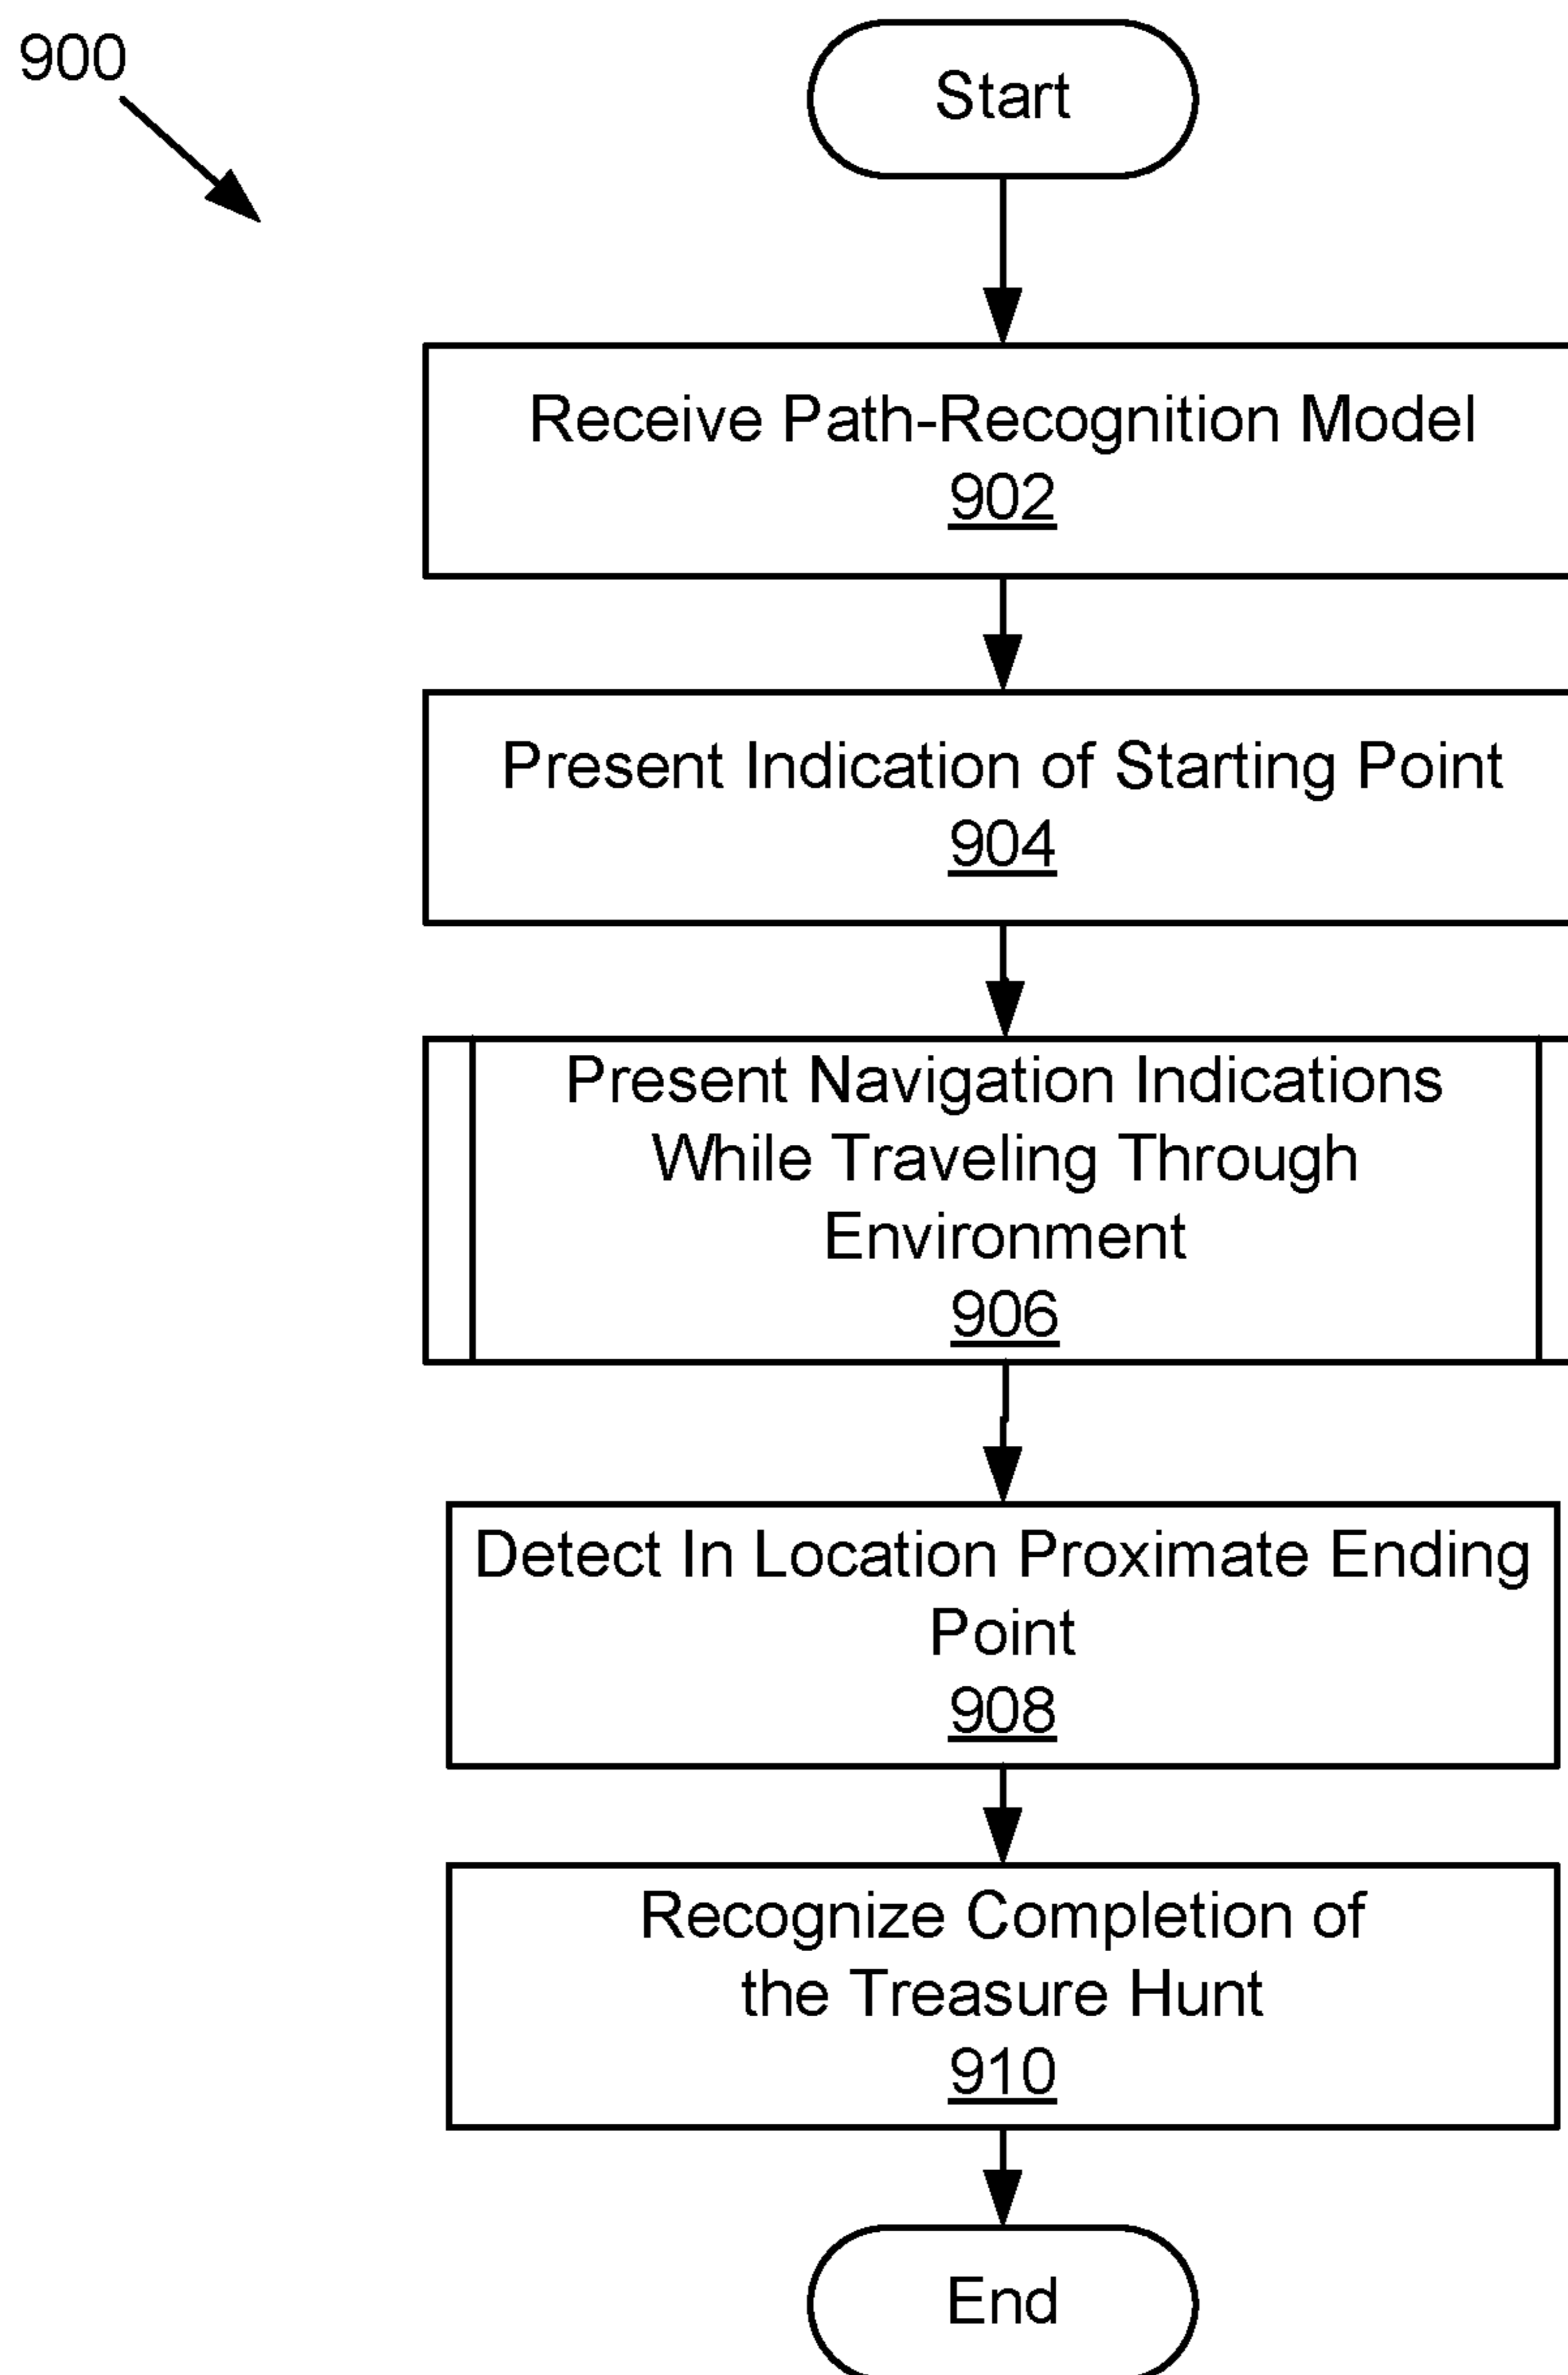 900
Start
Receive Path-Recognition Model
902
Present Indication of Starting Point
904
Present Navigation Indications
While Traveling Through
Environment
906
Detect In Location Proximate Ending
Point
908
Recognize Completion of
the Treasure Hunt
910
End